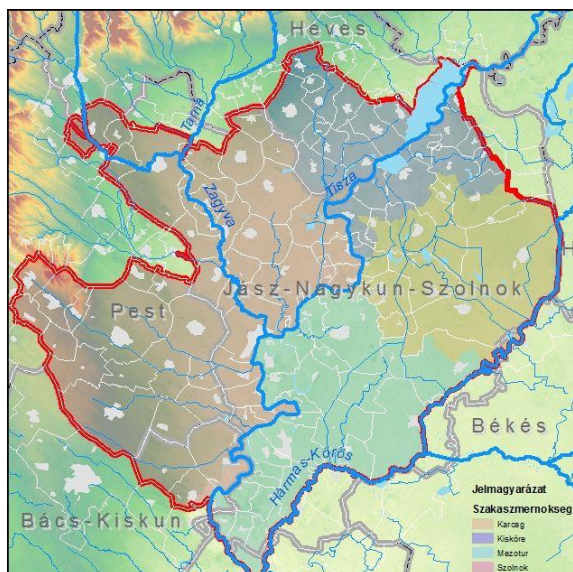 Heves
Tarna
Zagyva
Tisza
Jász-Nagykun-Szolnok
Pest
H
Békés
Hármas-Körös
Bács-Kiskun
Jelmagyarázat
Szakaszmernokseg
Karcag
Kisköre
Mezotur
Szolnok